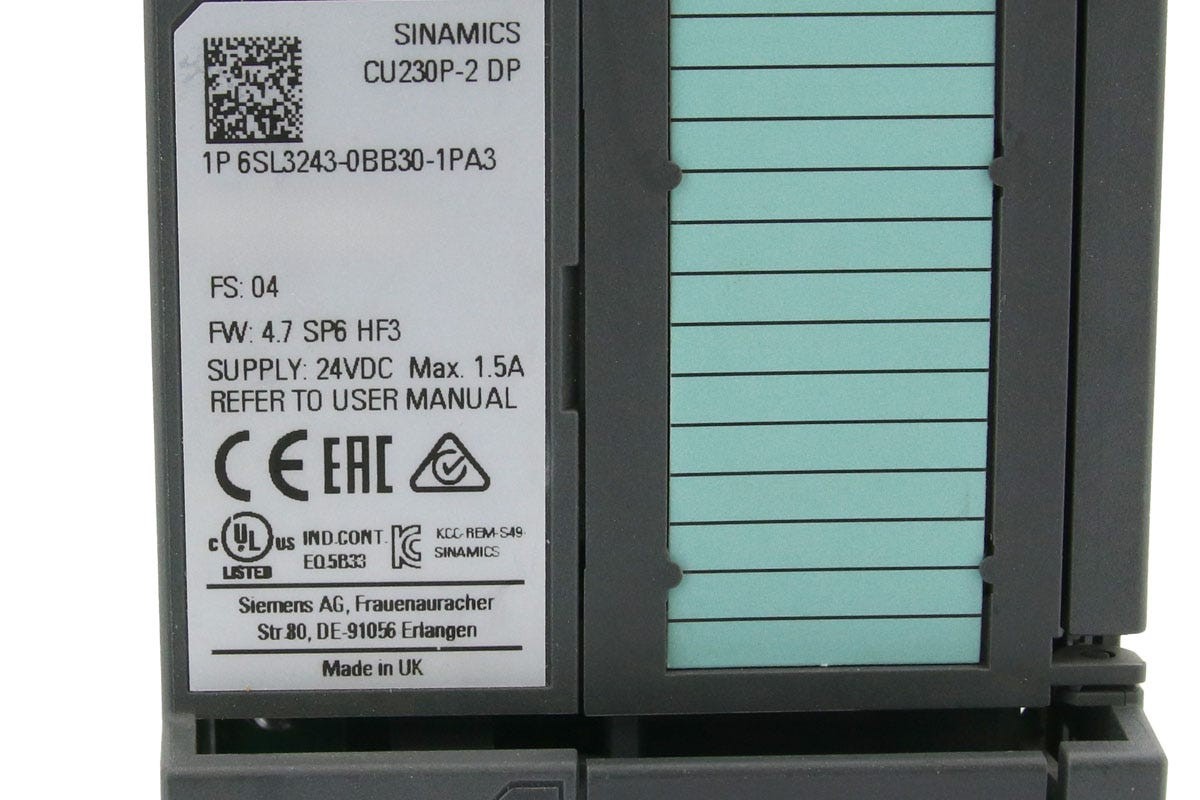 SINAMICS
CU230P-2 DP
1P 6SL3243-0BB30-1PA3
FS: 04
FW: 4.7 SP6 HF3
SUPPLY: 24VDC Max. 1.5A
REFER TO USER MANUAL
CE EAC
C UL US LISTED
IND.CONT.
EQ.5B33
KCC-REM-S49-
SINAMICS
Siemens AG, Frauenauracher
Str.80, DE-91056 Erlangen
Made in UK